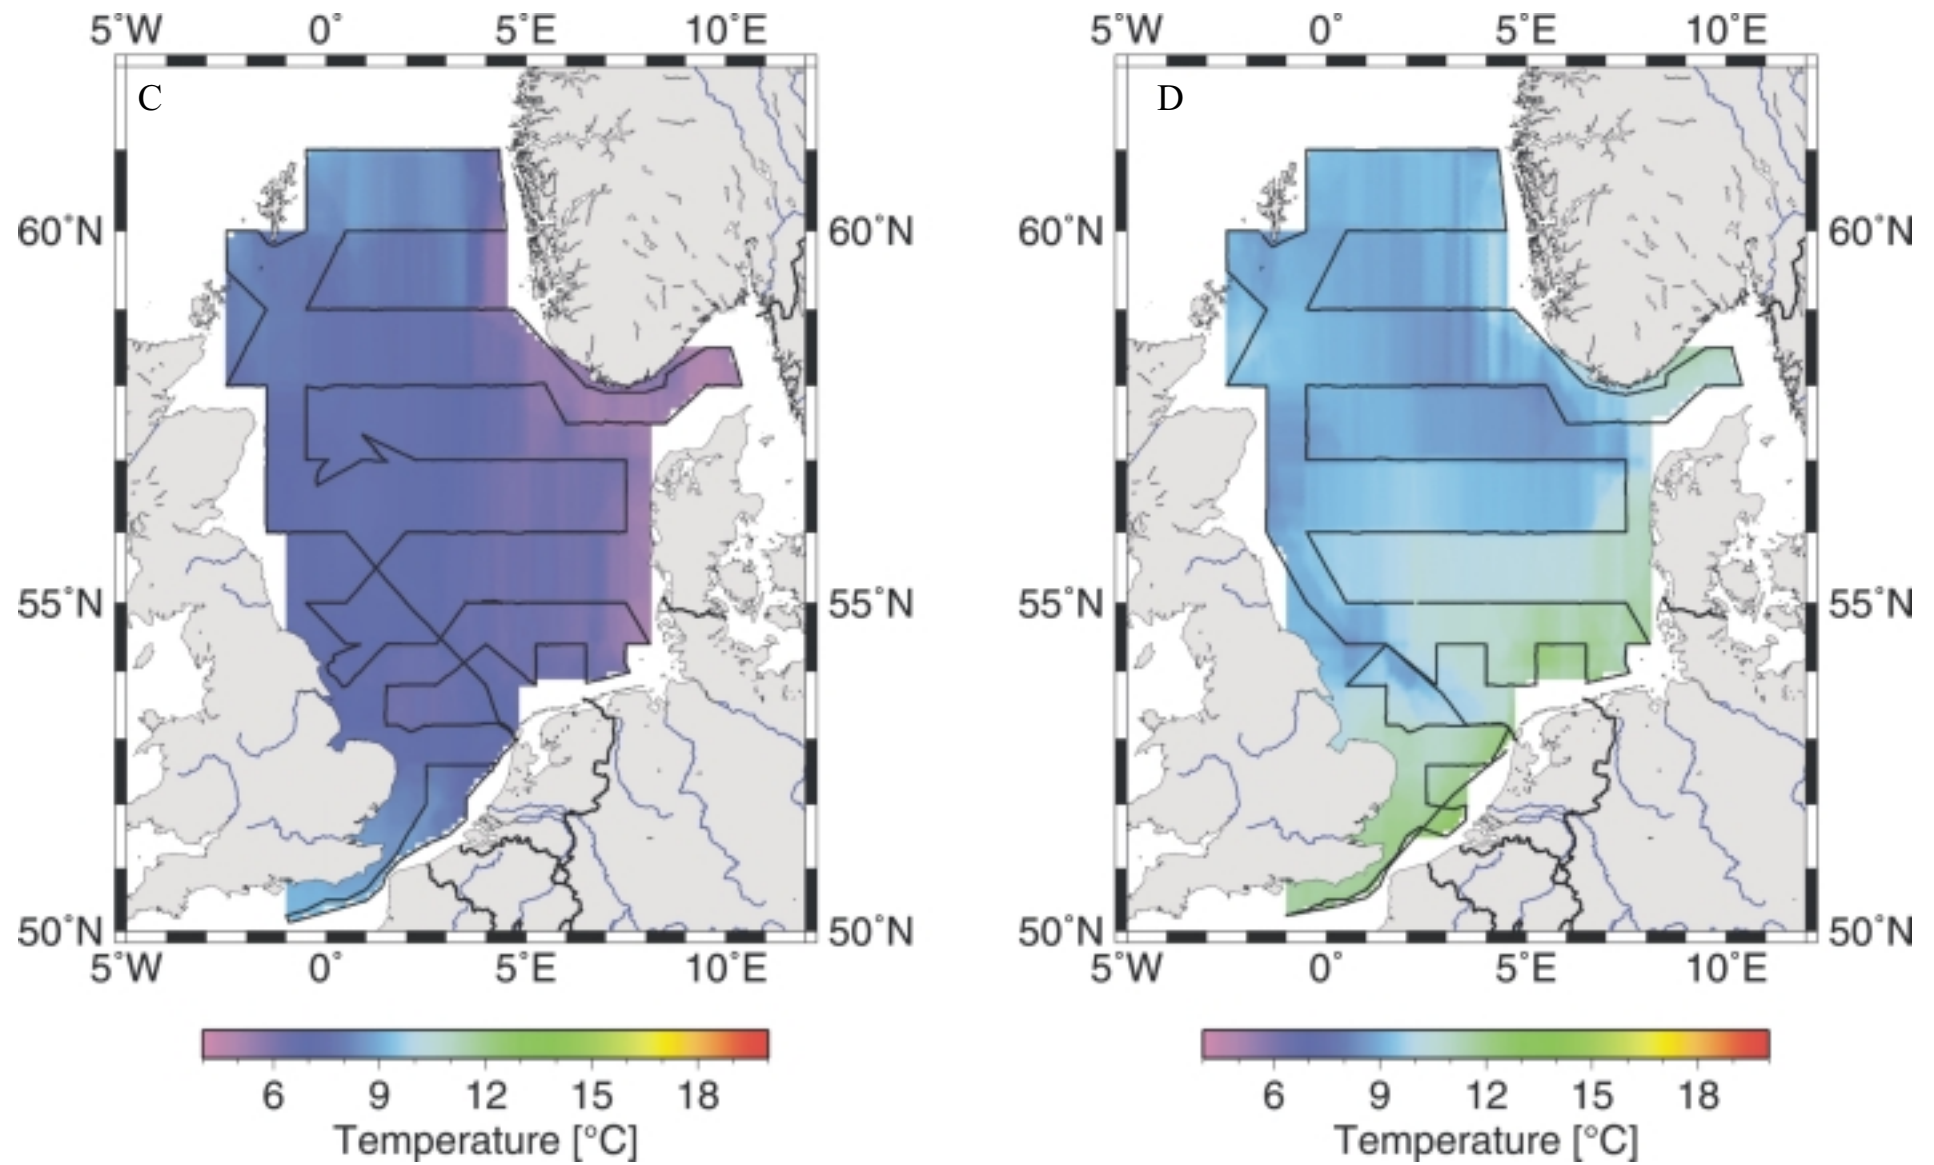 5°W 0° 5°E 10°E 5°W 0° 5°E 10°E
C D
60°N 60°N 60°N 60°N
55°N 55°N 55°N 55°N
50°N 50°N 50°N 50°N
5°W 0° 5°E 10°E 5°W 0° 5°E 10°E
6 9 12 15 18 6 9 12 15 18
Temperature [°C] Temperature [°C]